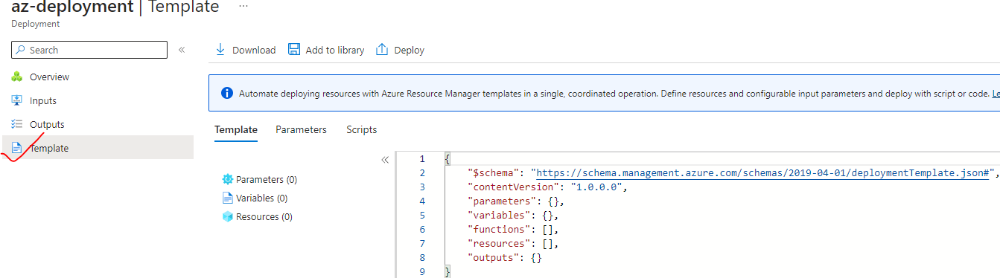 az-deployment | Template ...
Deployment
Search «
Overview
Inputs
Outputs
Template
Download Add to library Deploy
Automate deploying resources with Azure Resource Manager templates in a single, coordinated operation. Define resources and configurable input parameters and deploy with script or code. Le
Template Parameters Scripts
«
Parameters (0)
Variables (0)
Resources (0)
1 {
2 "$schema": "https://schema.management.azure.com/schemas/2019-04-01/deploymentTemplate.json#",
3 "contentVersion": "1.0.0.0",
4 "parameters": {},
5 "variables": {},
6 "functions": [],
7 "resources": [],
8 "outputs": {}
9 }